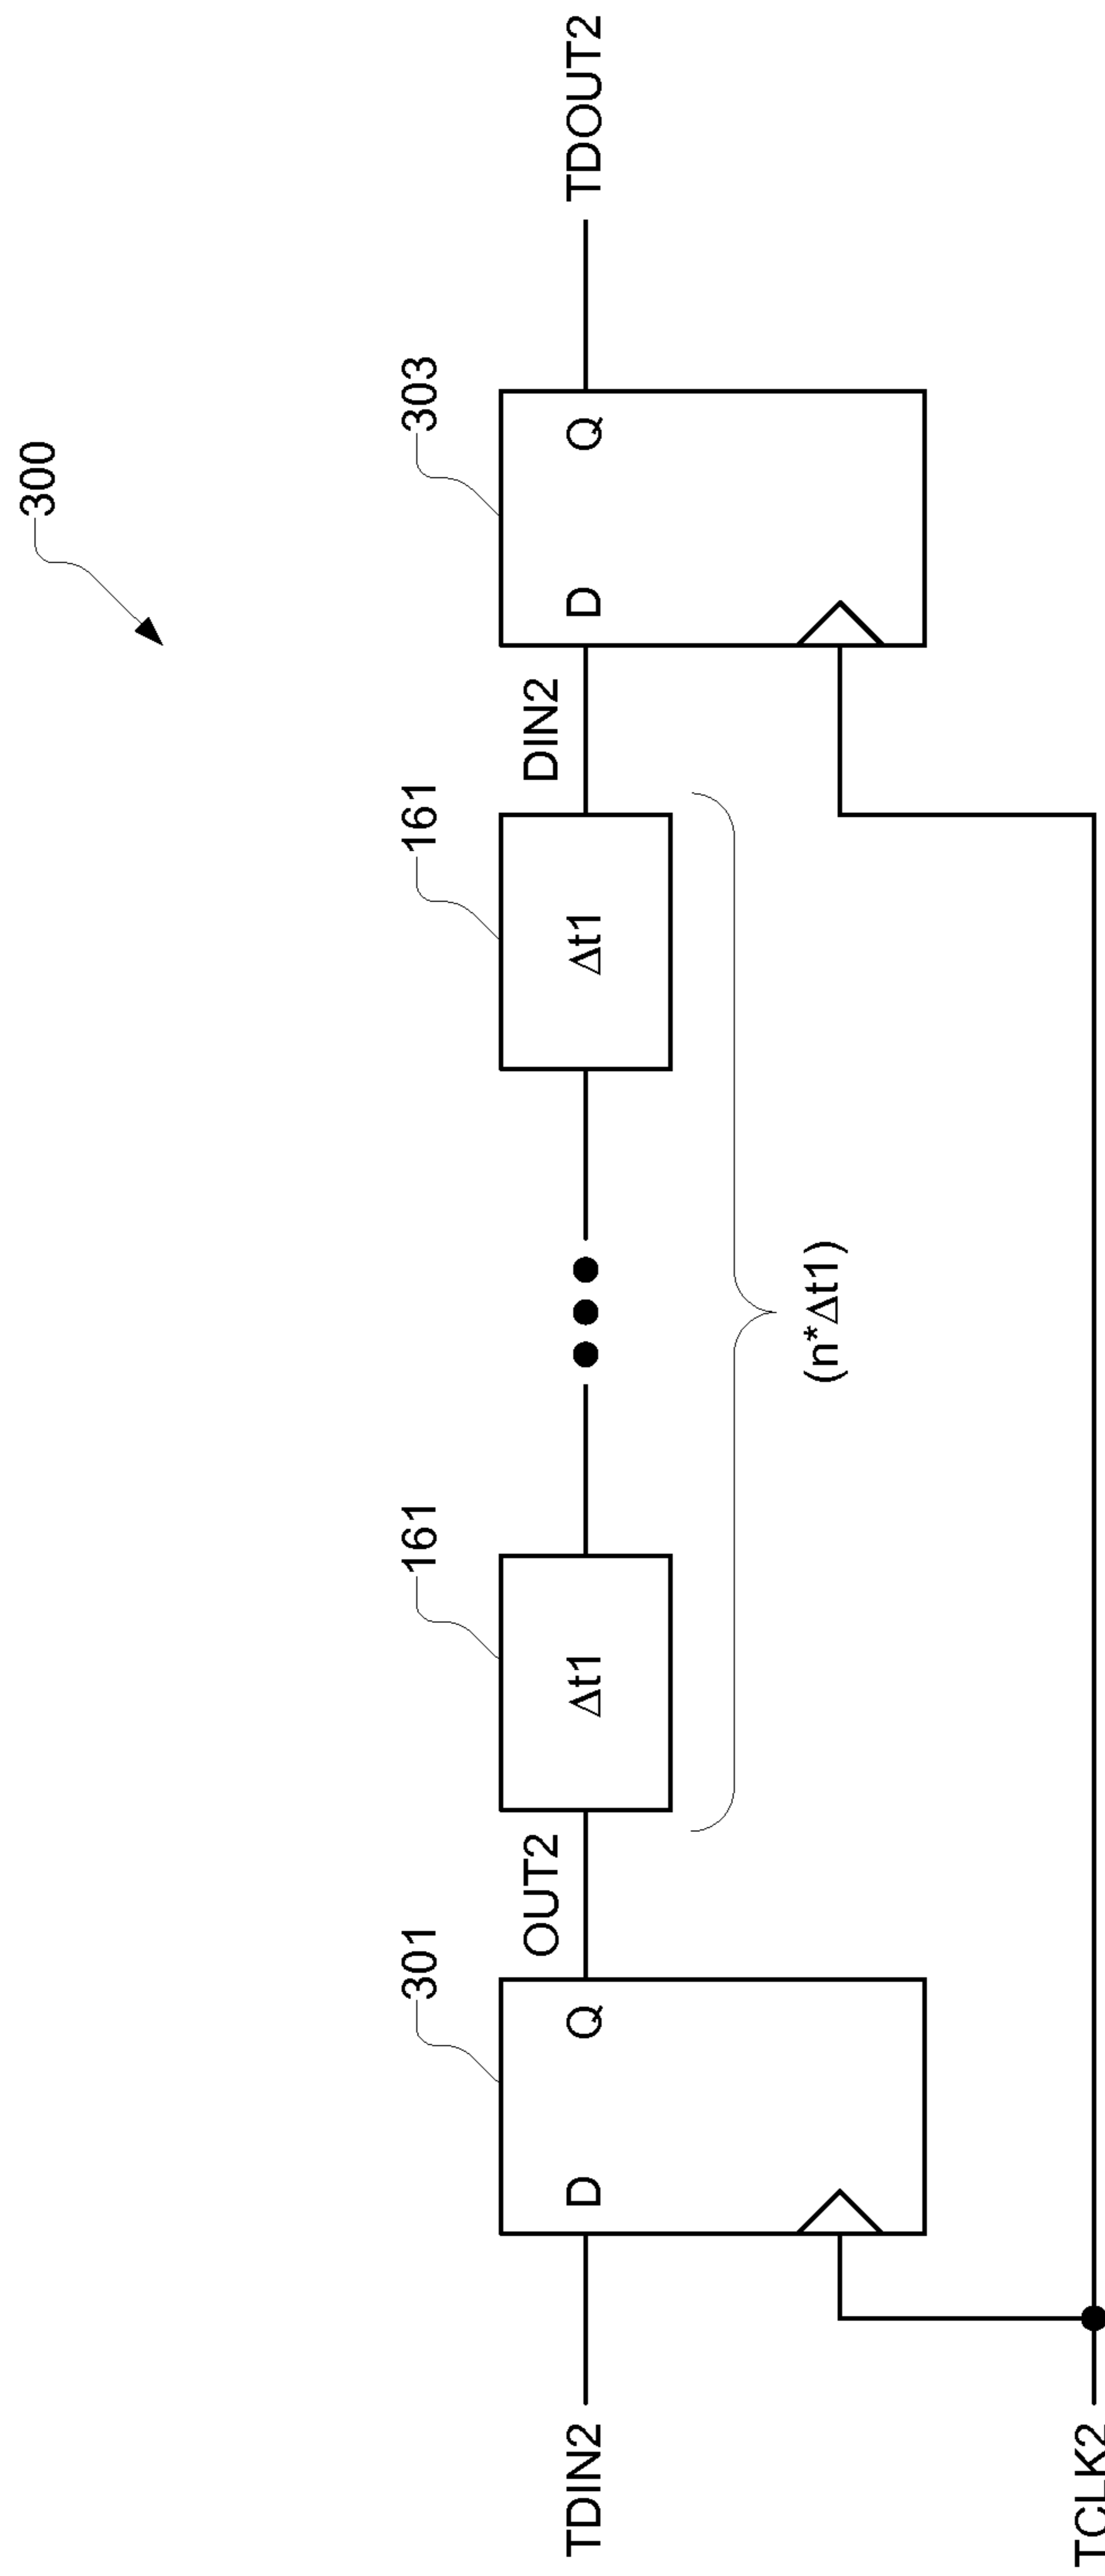 300
301
161
161
303
TDIN2
D
Q
OUT2
Δt1
Δt1
DIN2
D
Q
TDOUT2
(n*Δt1)
TCLK2